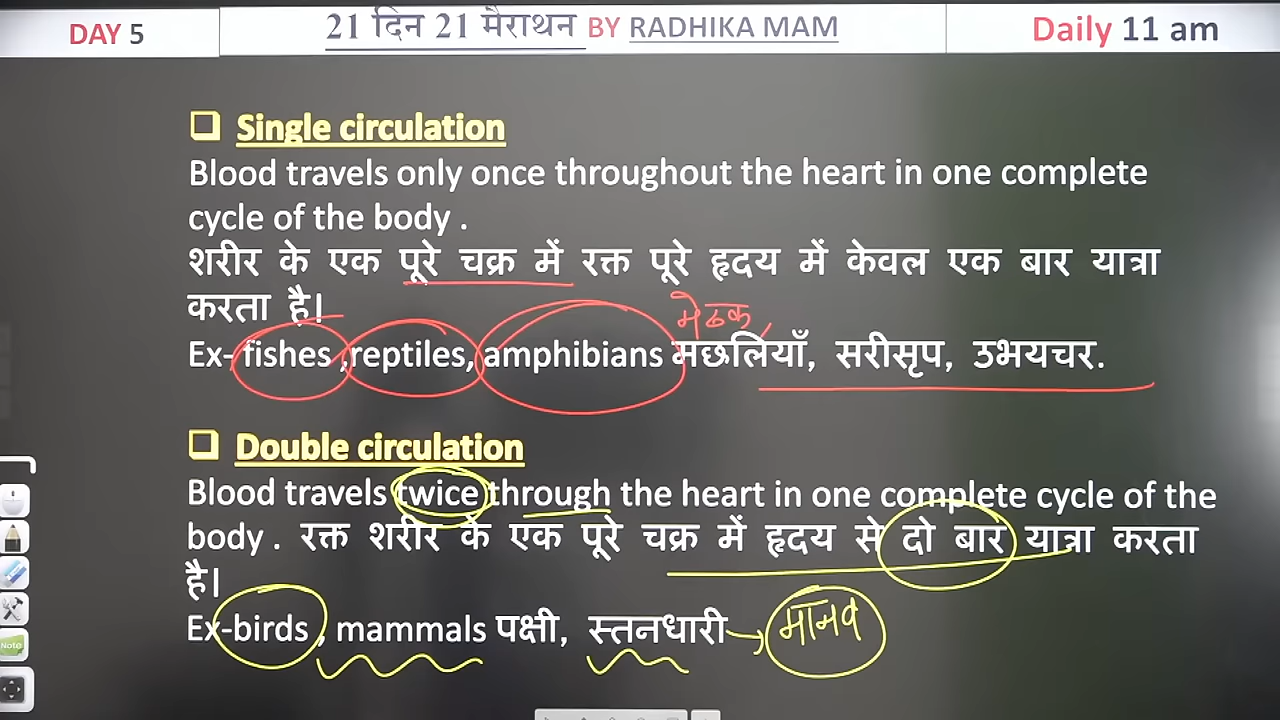 DAY 5
21 दिन 21 मैराथन BY RADHIKA MAM
Daily 11 am
Single circulation
Blood travels only once throughout the heart in one complete
cycle of the body .
शरीर के एक पूरे चक्र में रक्त पूरे हृदय में केवल एक बार यात्रा
करता है।
मेढक,
Ex- fishes ,reptiles, amphibians मछलियाँ, सरीसृप, उभयचर.
Double circulation
Blood travels twice through the heart in one complete cycle of the
body . रक्त शरीर के एक पूरे चक्र में हृदय से दो बार यात्रा करता
है।
Ex-birds , mammals पक्षी, स्तनधारी → मानव
Note